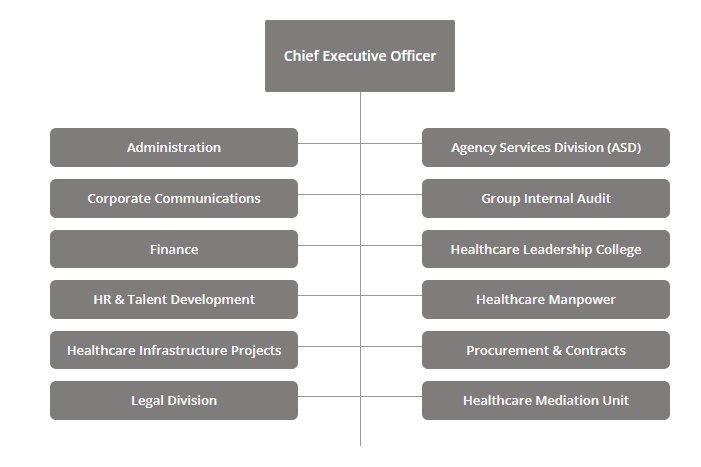 Chief Executive Officer
Administration
Agency Services Division (ASD)
Corporate Communications
Group Internal Audit
Finance
Healthcare Leadership College
HR & Talent Development
Healthcare Manpower
Healthcare Infrastructure Projects
Procurement & Contracts
Legal Division
Healthcare Mediation Unit